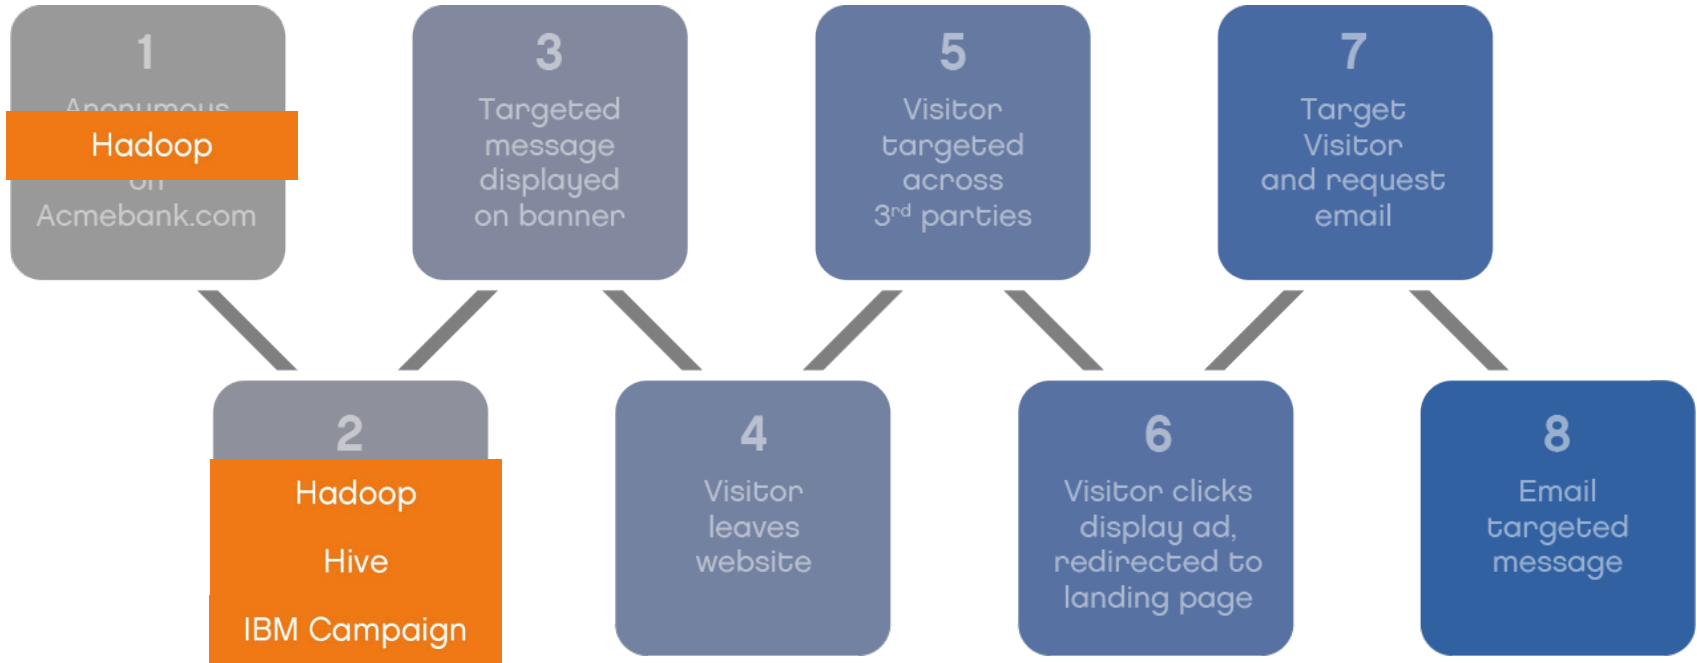 1
Anonymous
Hadoop
on
Acmebank.com
2
Hadoop
Hive
IBM Campaign
3
Targeted
message
displayed
on banner
4
Visitor
leaves
website
5
Visitor
targeted
across
3rd parties
6
Visitor clicks
display ad,
redirected to
landing page
7
Target
Visitor
and request
email
8
Email
targeted
message